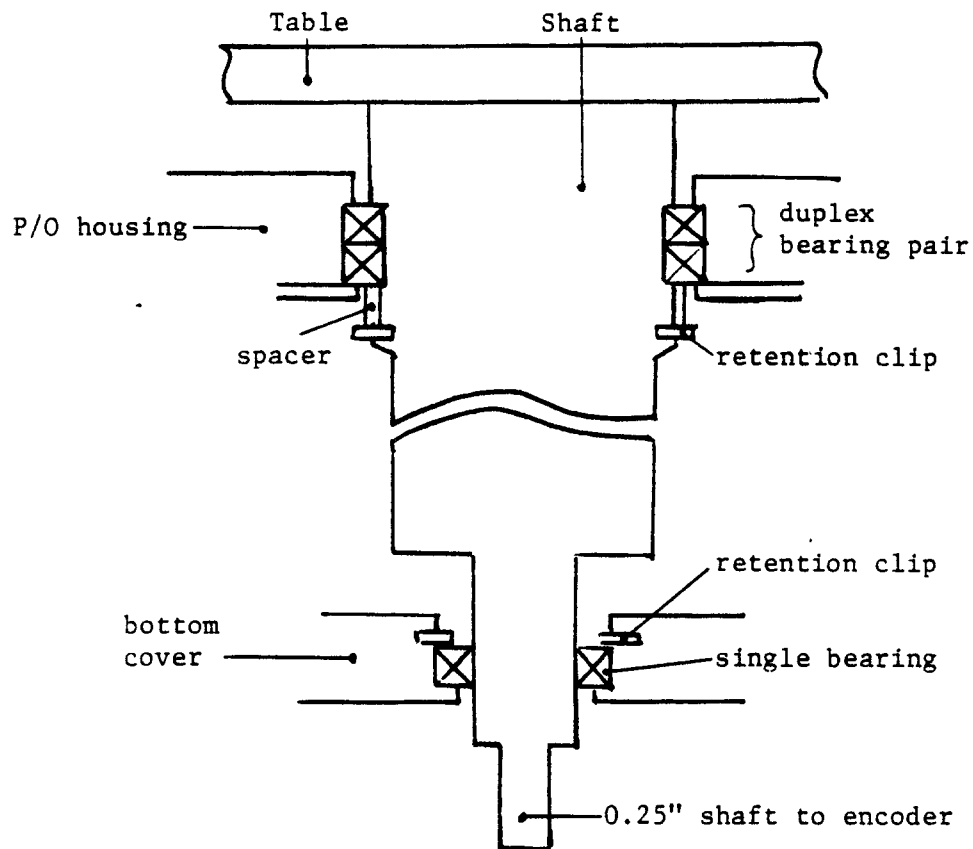 Table
Shaft
P/O housing
duplex
bearing pair
spacer
retention clip
retention clip
bottom
cover
single bearing
0.25" shaft to encoder